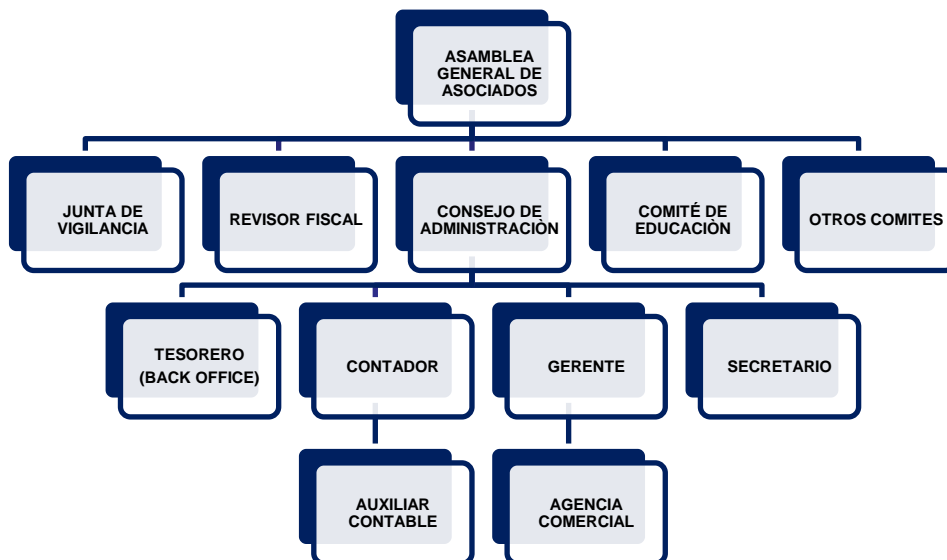 ASAMBLEA
GENERAL DE
ASOCIADOS
JUNTA DE
VIGILANCIA
REVISOR FISCAL
CONSEJO DE
ADMINISTRACIÒN
COMITÉ DE
EDUCACIÒN
OTROS COMITES
TESORERO
(BACK OFFICE)
CONTADOR
GERENTE
SECRETARIO
AUXILIAR
CONTABLE
AGENCIA
COMERCIAL